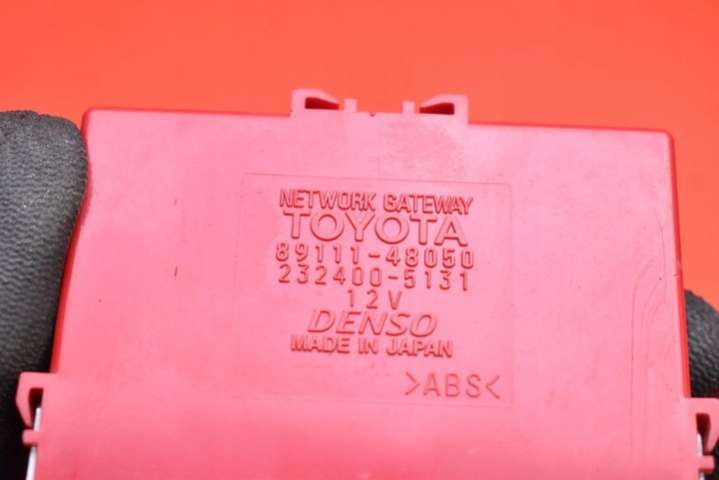 NETWORK GATEWAY
TOYOTA
89111-48050
232400-5131
12V
DENSO
MADE IN JAPAN
>ABS<